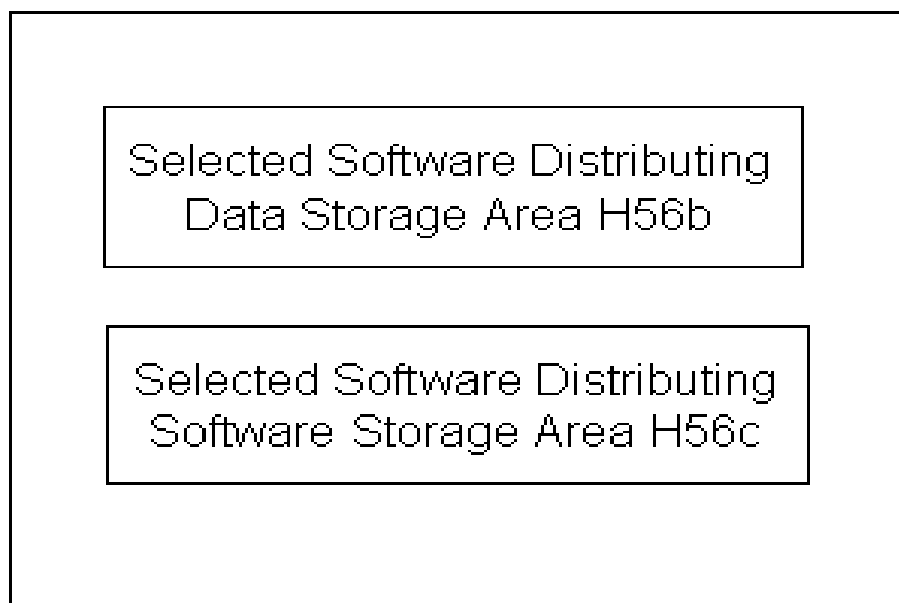 Selected Software Distributing
Data Storage Area H56b
Selected Software Distributing
Software Storage Area H56c